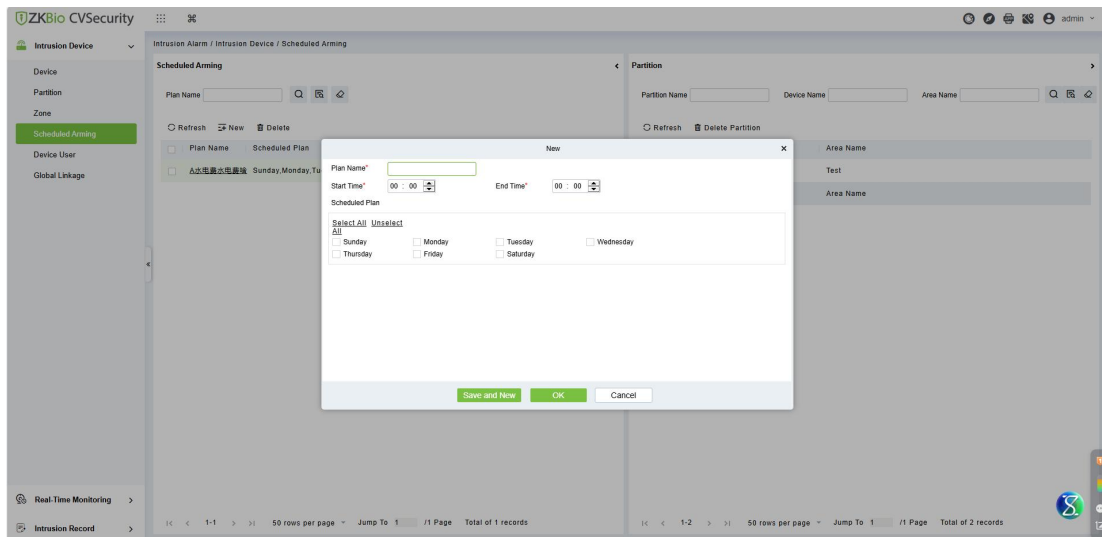 ZKBio CVSecurity
admin
Intrusion Device
Device
Partition
Zone
Scheduled Arming
Device User
Global Linkage
Real-Time Monitoring
Intrusion Record
Intrusion Alarm / Intrusion Device / Scheduled Arming
Scheduled Arming
Plan Name
Refresh New Delete
Plan Name Scheduled Plan
Sunday,Monday,Tu
1-1 50 rows per page Jump To 1 /1 Page Total of 1 records
Partition
Partition Name Device Name Area Name
Refresh Delete Partition
Area Name
Test
Area Name
1-2 50 rows per page Jump To 1 /1 Page Total of 2 records
New
Plan Name*
Start Time* 00 : 00 End Time* 00 : 00
Scheduled Plan
Select All Unselect
All
Sunday Monday Tuesday Wednesday
Thursday Friday Saturday
Save and New OK Cancel